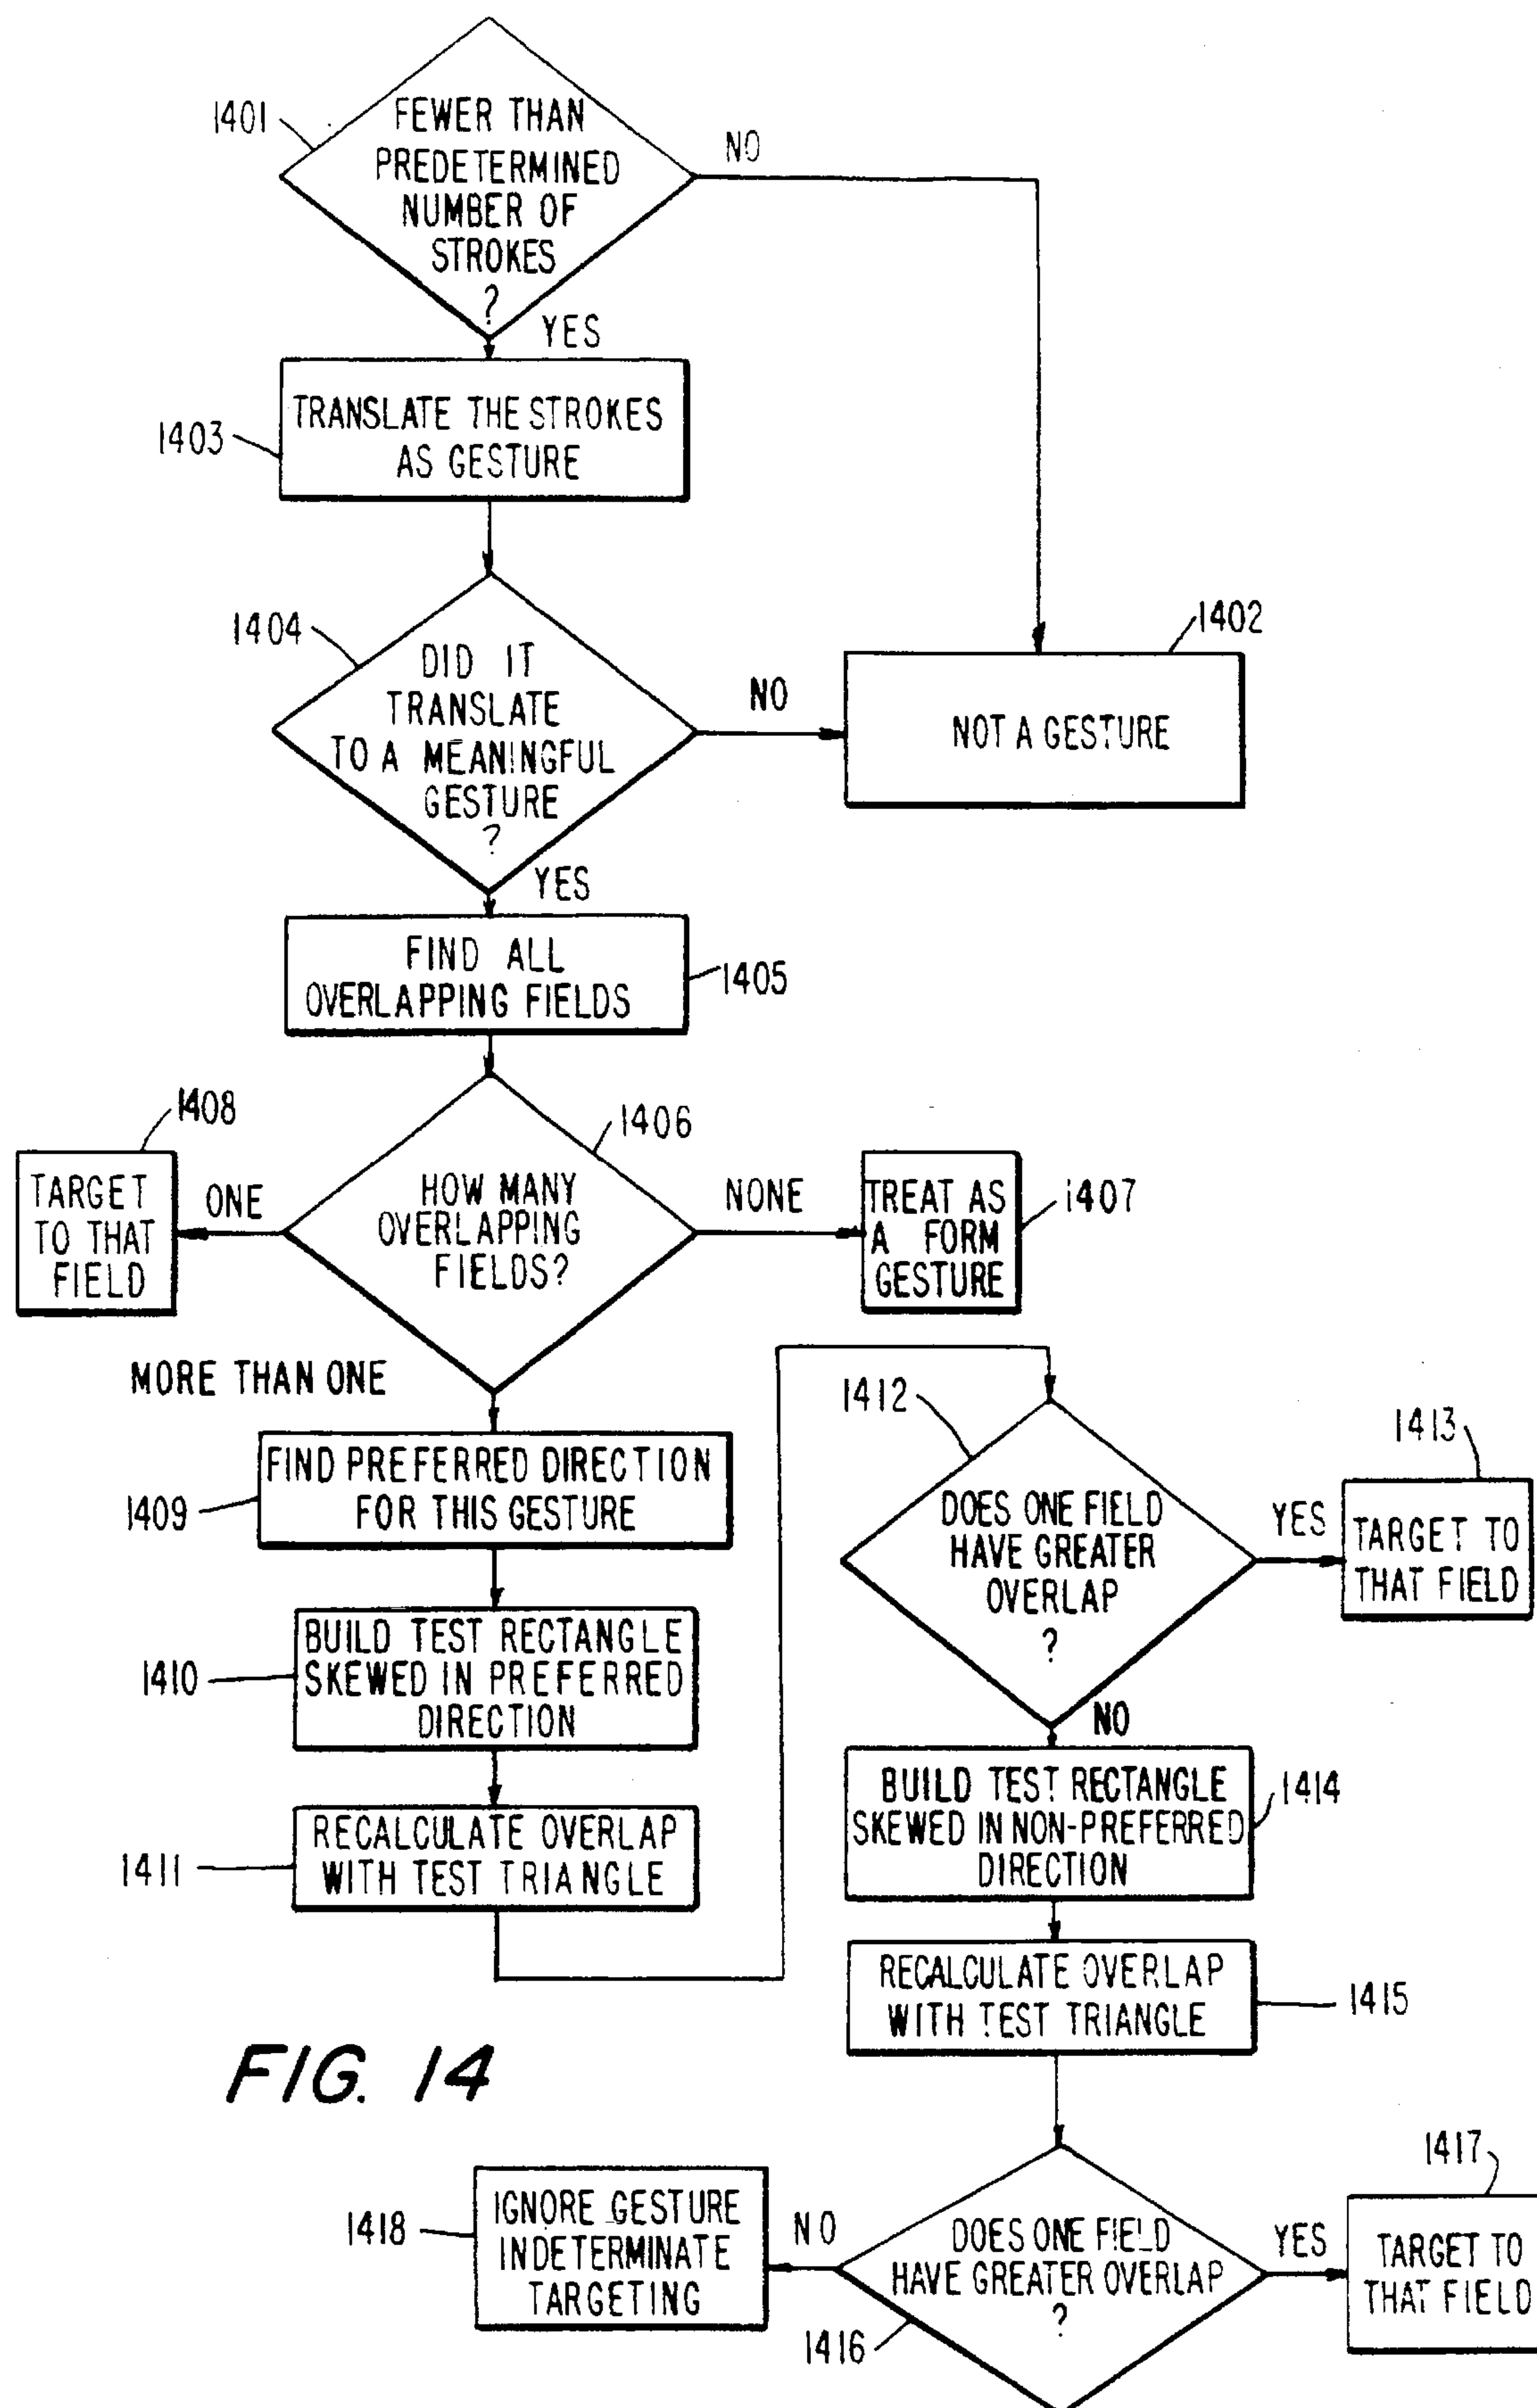 1401
FEWER THAN
PREDETERMINED
NUMBER OF
STROKES
?
NO
YES
1403
TRANSLATE THE STROKES
AS GESTURE
1404
DID IT
TRANSLATE
TO A MEANINGFUL
GESTURE
?
NO
1402
NOT A GESTURE
YES
FIND ALL
OVERLAPPING FIELDS
1405
1408
TARGET
TO THAT
FIELD
ONE
1406
HOW MANY
OVERLAPPING
FIELDS?
NONE
TREAT AS
A FORM
GESTURE
1407
MORE THAN ONE
1409
FIND PREFERRED DIRECTION
FOR THIS GESTURE
1410
BUILD TEST RECTANGLE
SKEWED IN PREFERRED
DIRECTION
1411
RECALCULATE OVERLAP
WITH TEST TRIANGLE
1412
DOES ONE FIELD
HAVE GREATER
OVERLAP
?
YES
1413
TARGET TO
THAT FIELD
NO
BUILD TEST RECTANGLE
SKEWED IN NON-PREFERRED
DIRECTION
1414
RECALCULATE OVERLAP
WITH TEST TRIANGLE
1415
FIG. 14
1418
IGNORE GESTURE
INDETERMINATE
TARGETING
NO
DOES ONE FIELD
HAVE GREATER OVERLAP
?
1416
YES
1417
TARGET TO
THAT FIELD